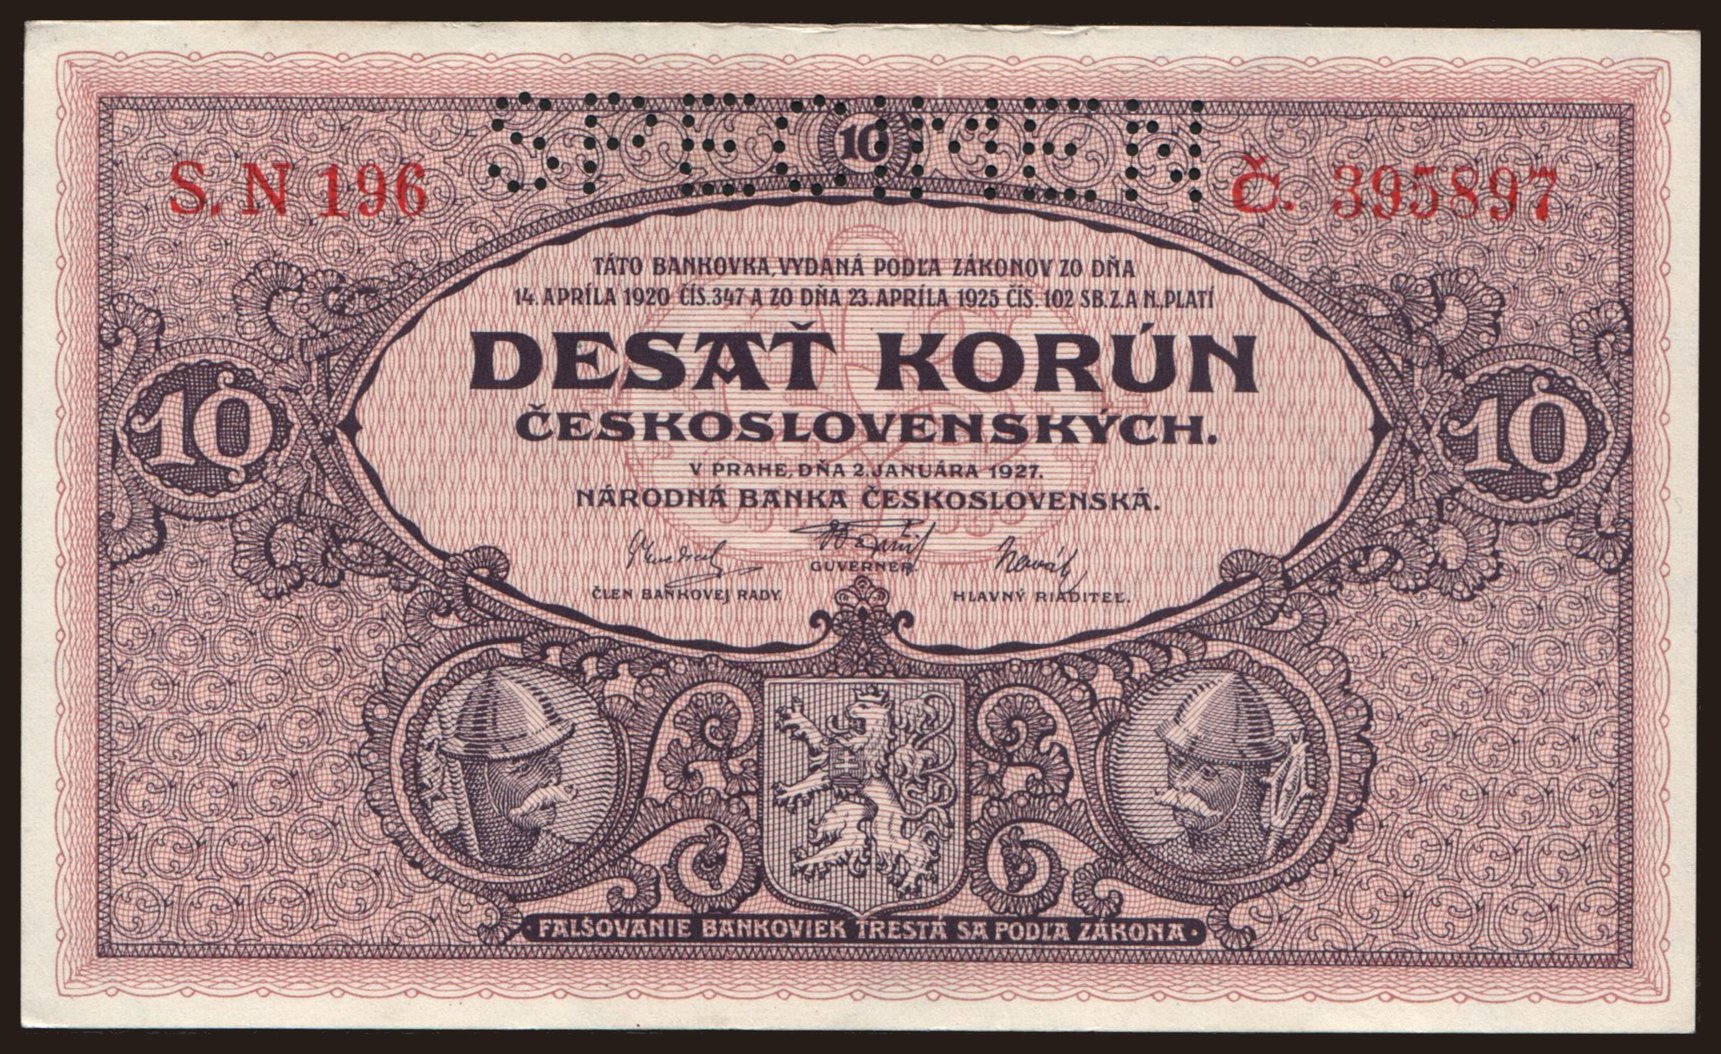 SPECIMEN
10
S. N 196
Č. 395897
TÁTO BANKOVKA, VYDANÁ PODĽA ZÁKONOV ZO DŇA
14. APRÍLA 1920 ČÍS. 347 A ZO DŇA 23. APRÍLA 1925 ČÍS. 102 SB. Z. A N. PLATÍ
DESAŤ KORÚN
ČESKOSLOVENSKÝCH.
10
10
V PRAHE, DŇA 2. JANUÁRA 1927.
NÁRODNÁ BANKA ČESKOSLOVENSKÁ.
GUVERNER.
ČLEN BANKOVEJ RADY.
HLAVNÝ RIADITEĽ.
FALŠOVANIE BANKOVIEK TRESTÁ SA PODĽA ZÁKONA